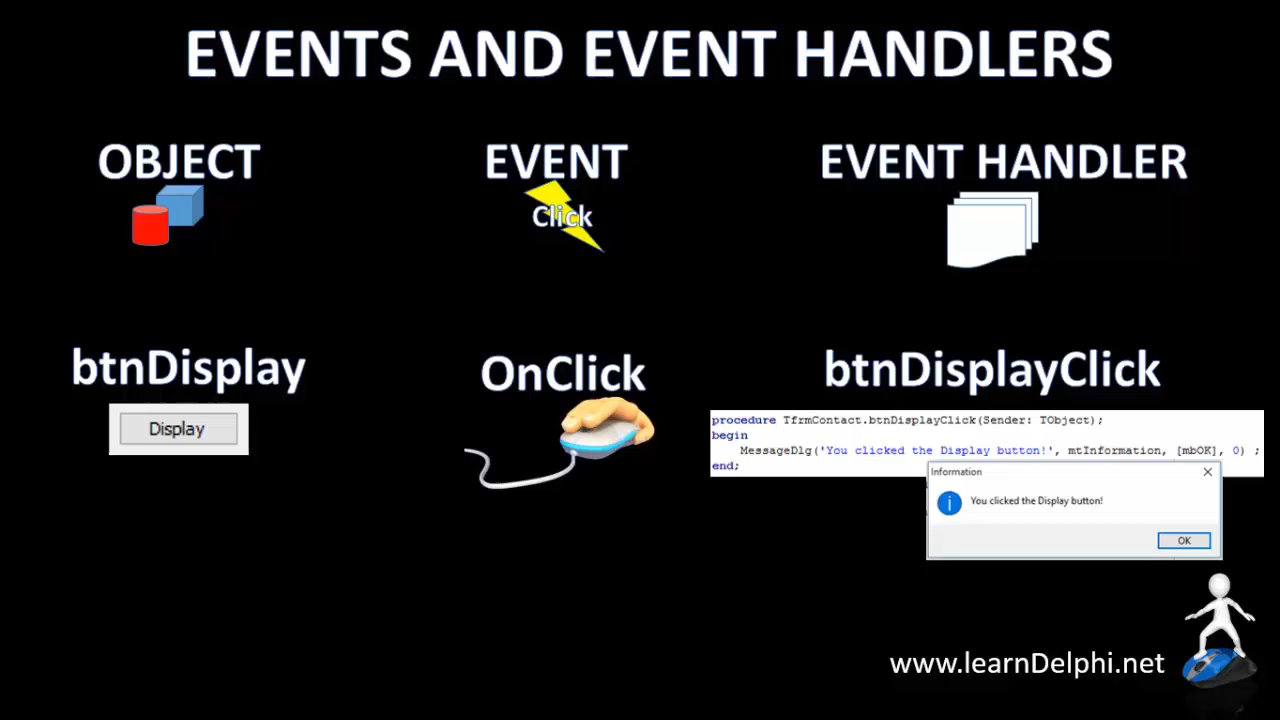 EVENTS AND EVENT HANDLERS
OBJECT
EVENT
EVENT HANDLER
Click
btnDisplay
OnClick
btnDisplayClick
Display
procedure TfrmContact.btnDisplayClick(Sender: TObject);
begin
MessageDlg('You clicked the Display button!', mtInformation, [mbOK], 0) ;
end;
Information
You clicked the Display button!
OK
www.learnDelphi.net